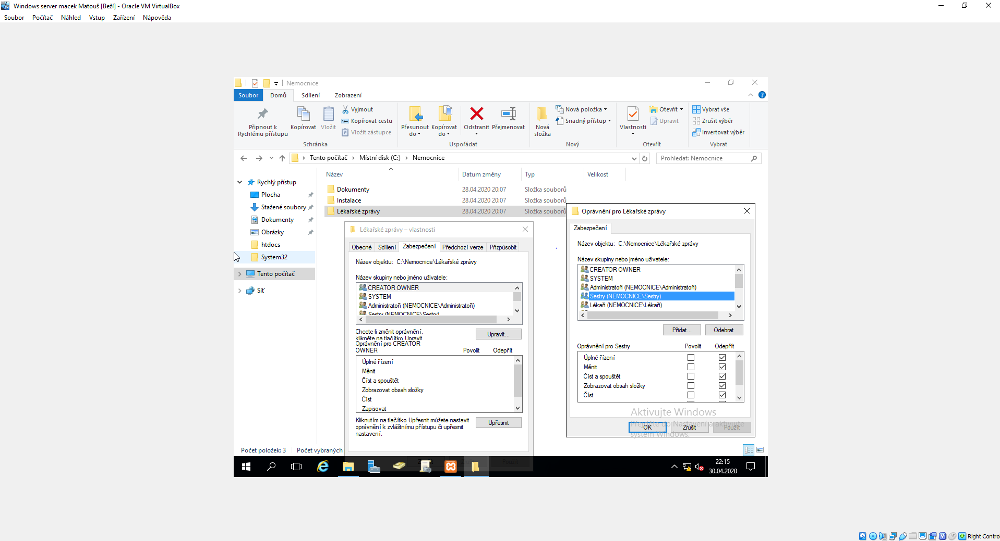 Windows server macek Matouš [Beží] - Oracle VM VirtualBox
Soubor Počítač Náhled Vstup Zařízení Nápověda
Nemocnice
Soubor Domů Sdílení Zobrazení
Připnout k Rychlému přístupu
Kopírovat
Vložit
Vyjmout
Kopírovat cestu
Vložit zástupce
Schránka
Přesunout do
Kopírovat do
Odstranit
Přejmenovat
Uspořádat
Nová složka
Nová položka
Snadný přístup
Nový
Vlastnosti
Otevřít
Upravit
Otevřít
Vybrat vše
Zrušit výběr
Invertovat výběr
Vybrat
Tento počítač Místní disk (C:) Nemocnice
Prohledat: Nemocnice
Rychlý přístup
Plocha
Stažené soubory
Dokumenty
Obrázky
htdocs
System32
Tento počítač
Síť
Název Datum změny Typ Velikost
Dokumenty 28.04.2020 20:07 Složka souborů
Instalace 28.04.2020 20:07 Složka souborů
Lékařské zprávy 28.04.2020 20:07 Složka souborů
Lékařské zprávy – vlastnosti
Obecné Sdílení Zabezpečení Předchozí verze Přizpůsobit
Název objektu: C:\Nemocnice\Lékařské zprávy
Název skupiny nebo jméno uživatele:
CREATOR OWNER
SYSTEM
Administratoři (NEMOCNICE\Administratoři)
Sestry (NEMOCNICE\Sestry)
Chcete-li změnit oprávnění,
klikněte na tlačítko Upravit
Upravit...
Oprávnění pro CREATOR
OWNER Povolit Odepřít
Úplné řízení
Měnit
Číst a spouštět
Zobrazovat obsah složky
Číst
Zapisovat
Kliknutím na tlačítko Upřesnit můžete nastavit
oprávnění k zvláštnímu přístupu či upřesnit
nastavení.
Upřesnit
Oprávnění pro Lékařské zprávy
Zabezpečení
Název objektu: C:\Nemocnice\Lékařské zprávy
Název skupiny nebo jméno uživatele:
CREATOR OWNER
SYSTEM
Administratoři (NEMOCNICE\Administratoři)
Sestry (NEMOCNICE\Sestry)
Lékaři (NEMOCNICE\Lékaři)
Přidat... Odebrat
Oprávnění pro Sestry Povolit Odepřít
Úplné řízení
Měnit
Číst a spouštět
Zobrazovat obsah složky
Číst
Aktivujte Windows
Přejděte do Nastavení a aktivujte
systém Windows.
OK Zrušit Použít
Počet položek: 3 Počet vybraných
22:15
30.04.2020
Right Control